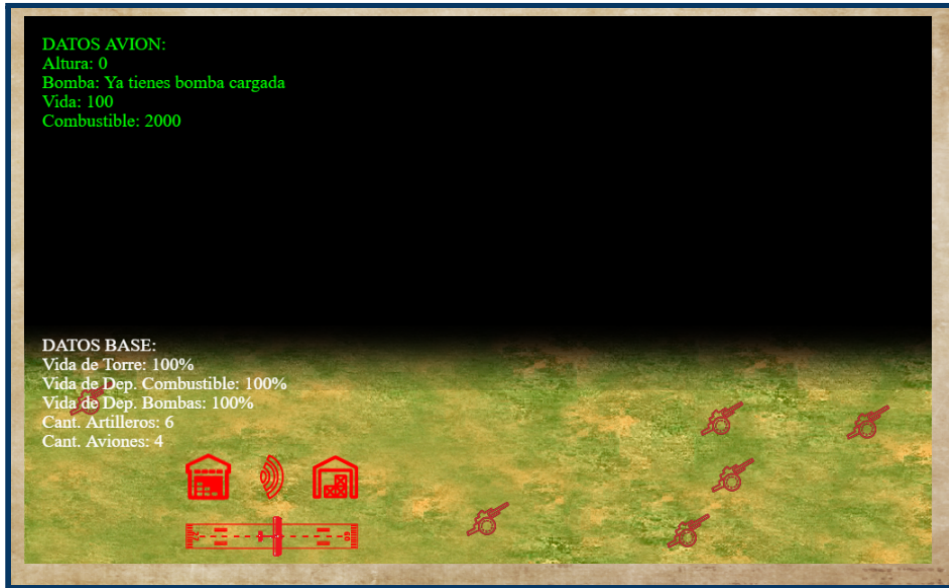 DATOS AVION:
Altura: 0
Bomba: Ya tienes bomba cargada
Vida: 100
Combustible: 2000
DATOS BASE:
Vida de Torre: 100%
Vida de Dep. Combustible: 100%
Vida de Dep. Bombas: 100%
Cant. Artilleros: 6
Cant. Aviones: 4